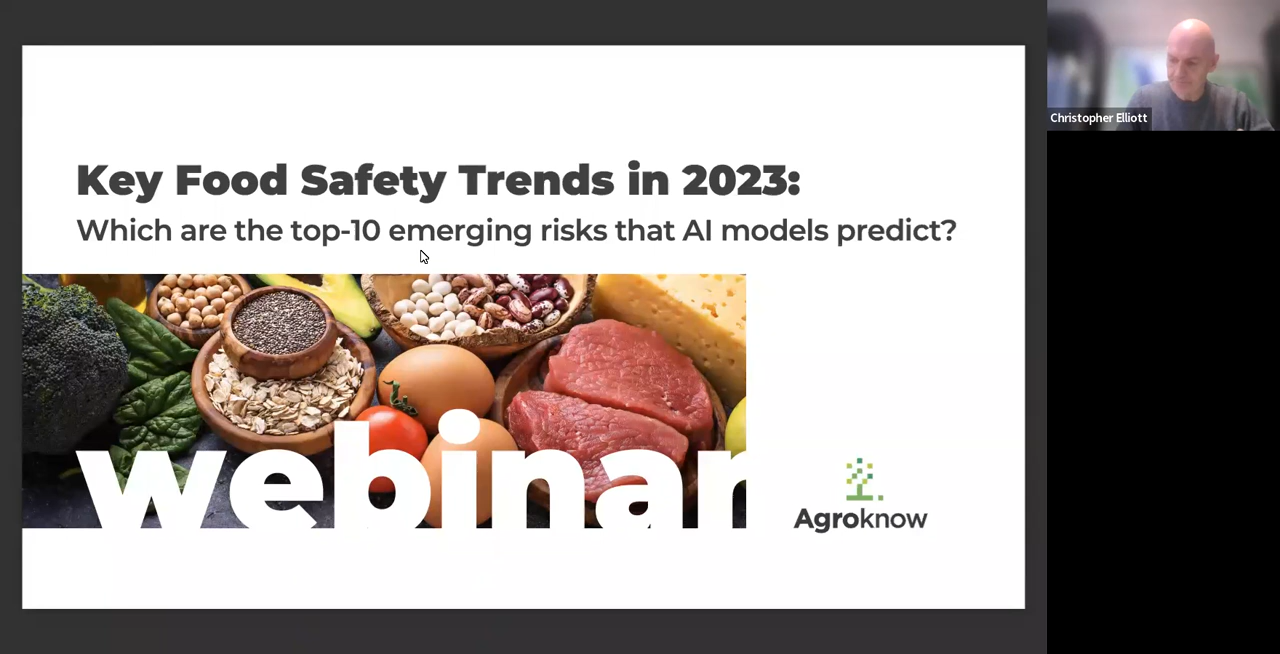 Key Food Safety Trends in 2023:
Which are the top-10 emerging risks that AI models predict?
webinar
Agroknow
Christopher Elliott